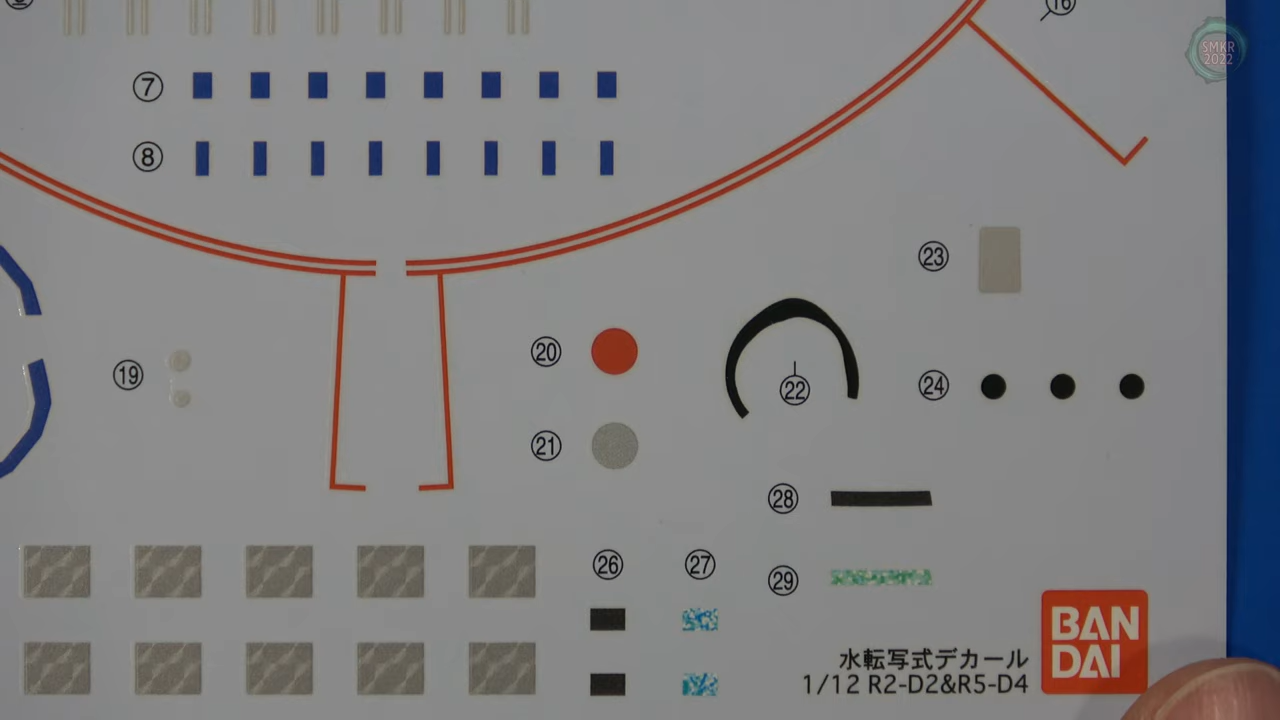 16
SMKR
2022
⑦
⑧
㉓
⑳
⑲
㉒
㉔
㉑
㉘
㉖
㉗
㉙
BAN
DAI
水転写式デカール
1/12 R2-D2&R5-D4